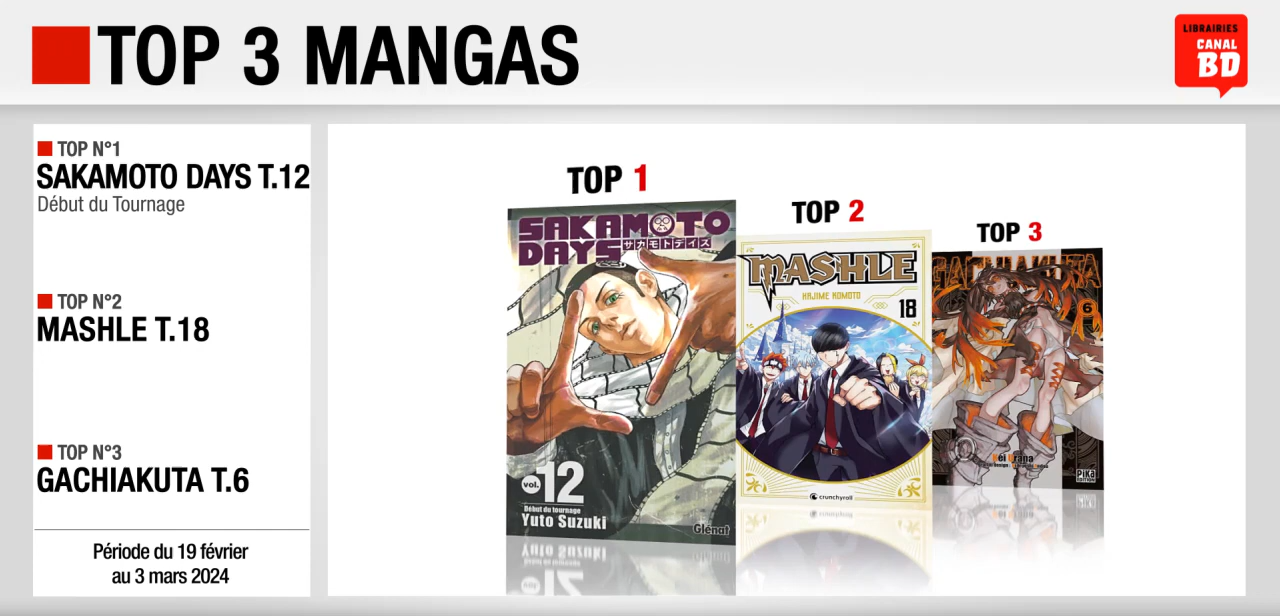 TOP 3 MANGAS
LIBRAIRIES
CANAL
BD
TOP N°1
SAKAMOTO DAYS T.12
Début du Tournage
TOP N°2
MASHLE T.18
TOP N°3
GACHIAKUTA T.6
Période du 19 février
au 3 mars 2024
TOP 1
SAKAMOTO
DAYS
サカモトデイズ
vol. 12
Début du tournage
Yuto Suzuki
Glénat
TOP 2
MASHLE
HAJIME KOMOTO
18
crunchyroll
TOP 3
GACHIAKUTA
6
Kei Urana
Pika